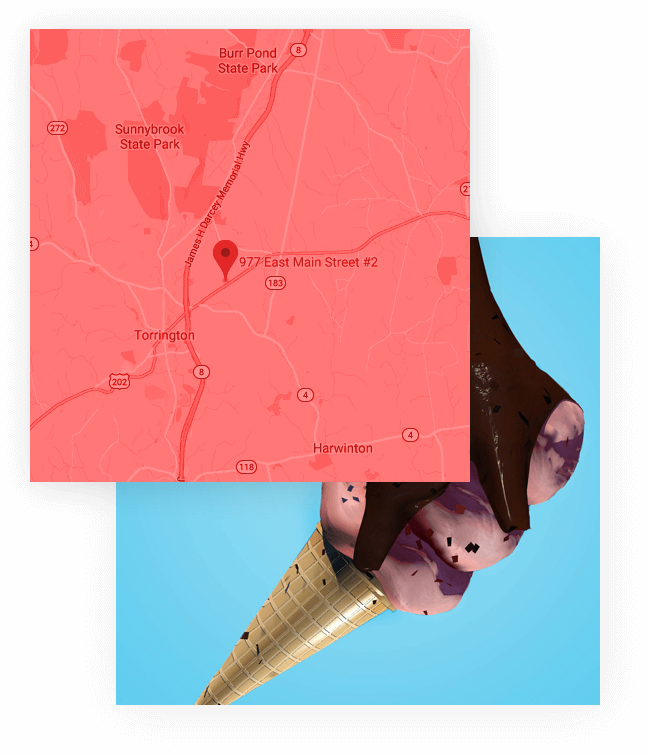 Burr Pond
State Park
8
272
Sunnybrook
State Park
James H Darcey Memorial Hwy
4
977 East Main Street #2
183
Torrington
202
8
4
4
Harwinton
118